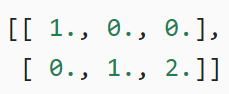 [[ 1., 0., 0.],
[ 0., 1., 2.]]